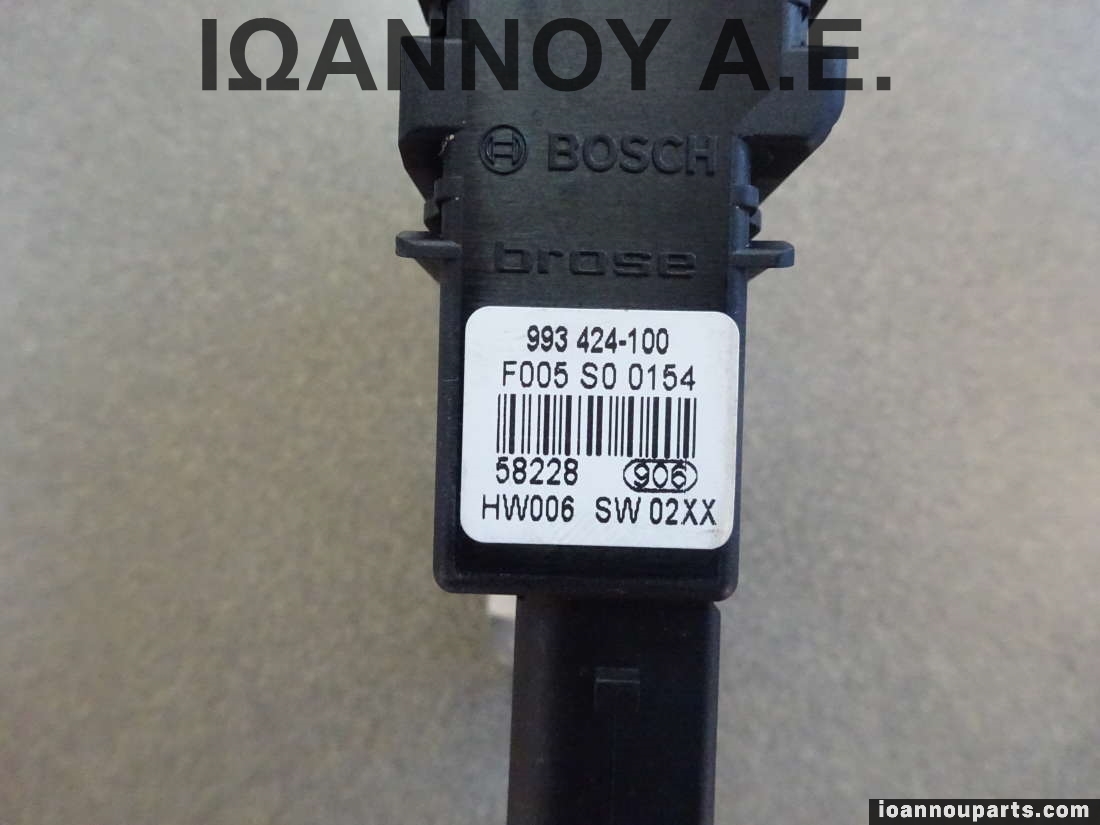 ΙΩΑΝΝΟΥ Α.Ε.
BOSCH
brose
993 424-100
F005 S0 0154
58228 906
HW006 SW 02XX
ioannouparts.com